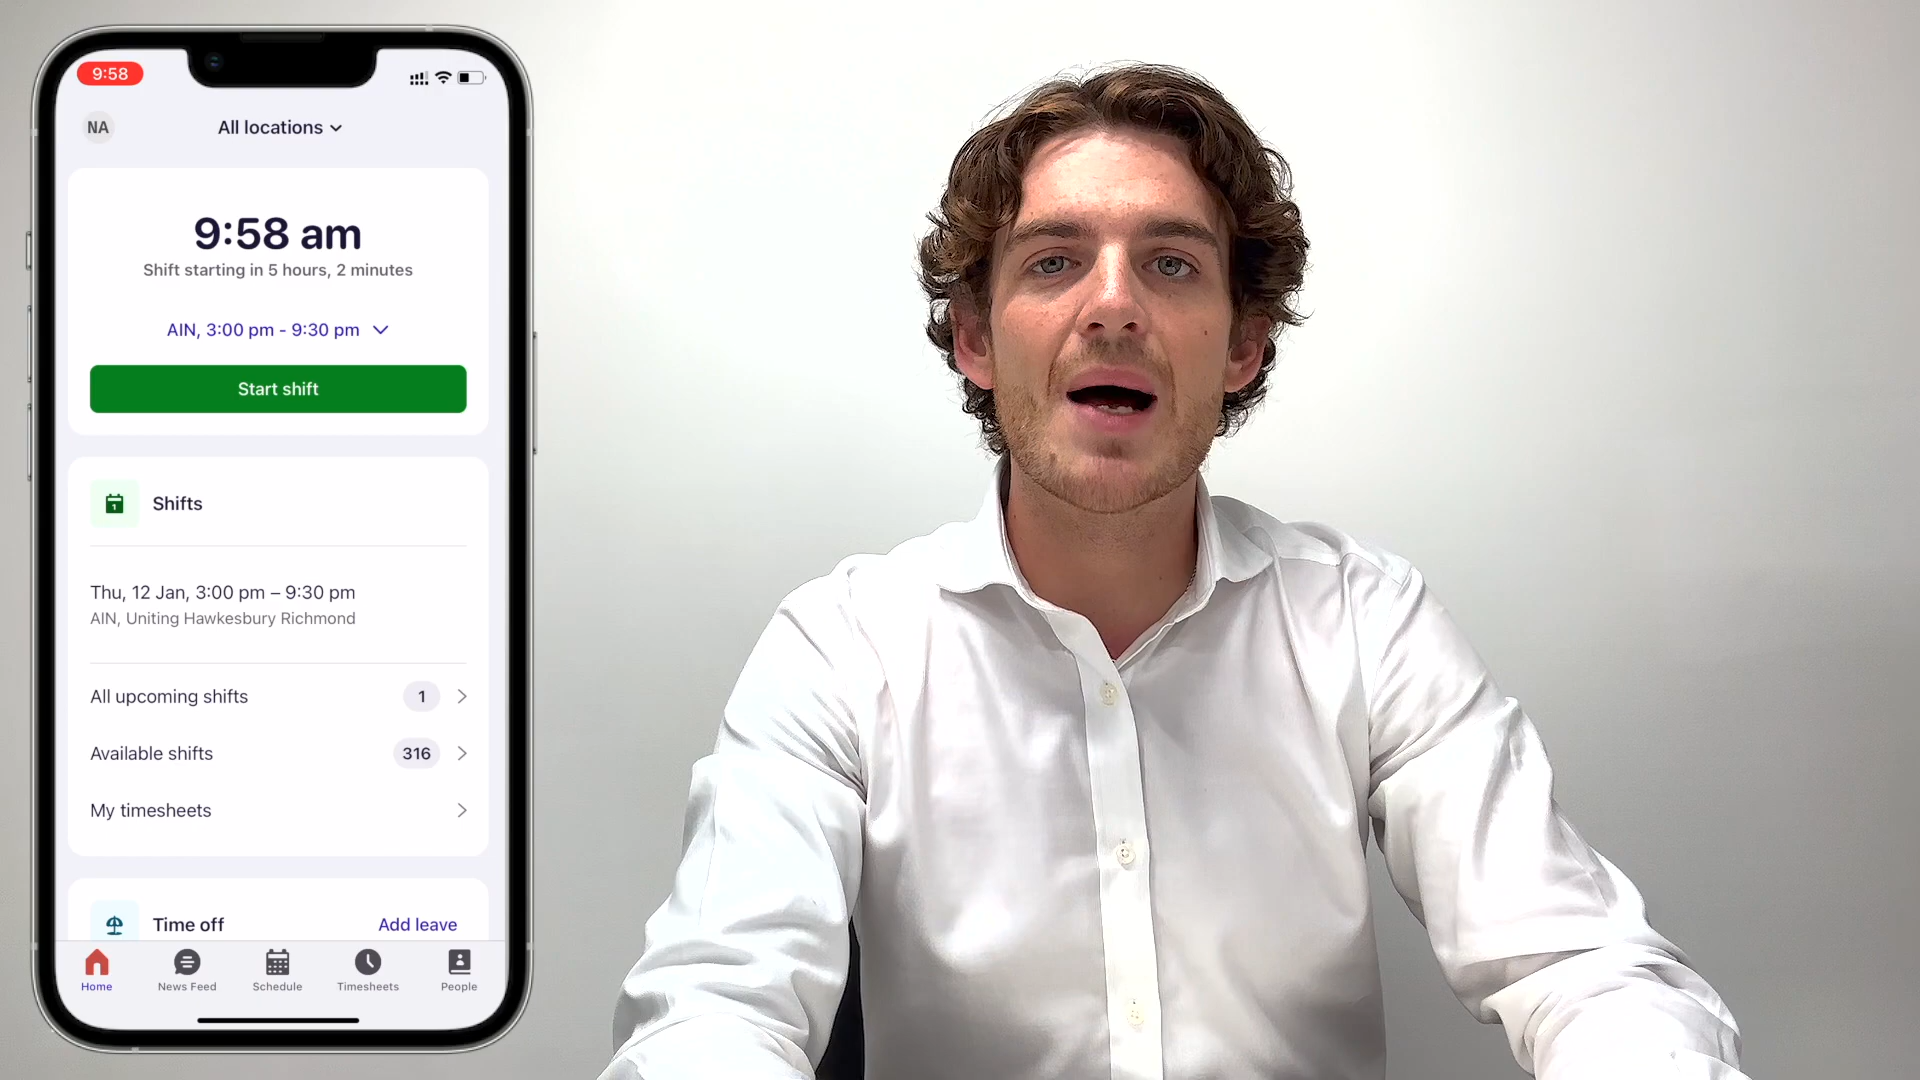 9:58
NA
All locations
9:58 am
Shift starting in 5 hours, 2 minutes
AIN, 3:00 pm - 9:30 pm
Start shift
1
Shifts
Thu, 12 Jan, 3:00 pm – 9:30 pm
AIN, Uniting Hawkesbury Richmond
All upcoming shifts 1
Available shifts 316
My timesheets
Time off Add leave
Home News Feed Schedule Timesheets People